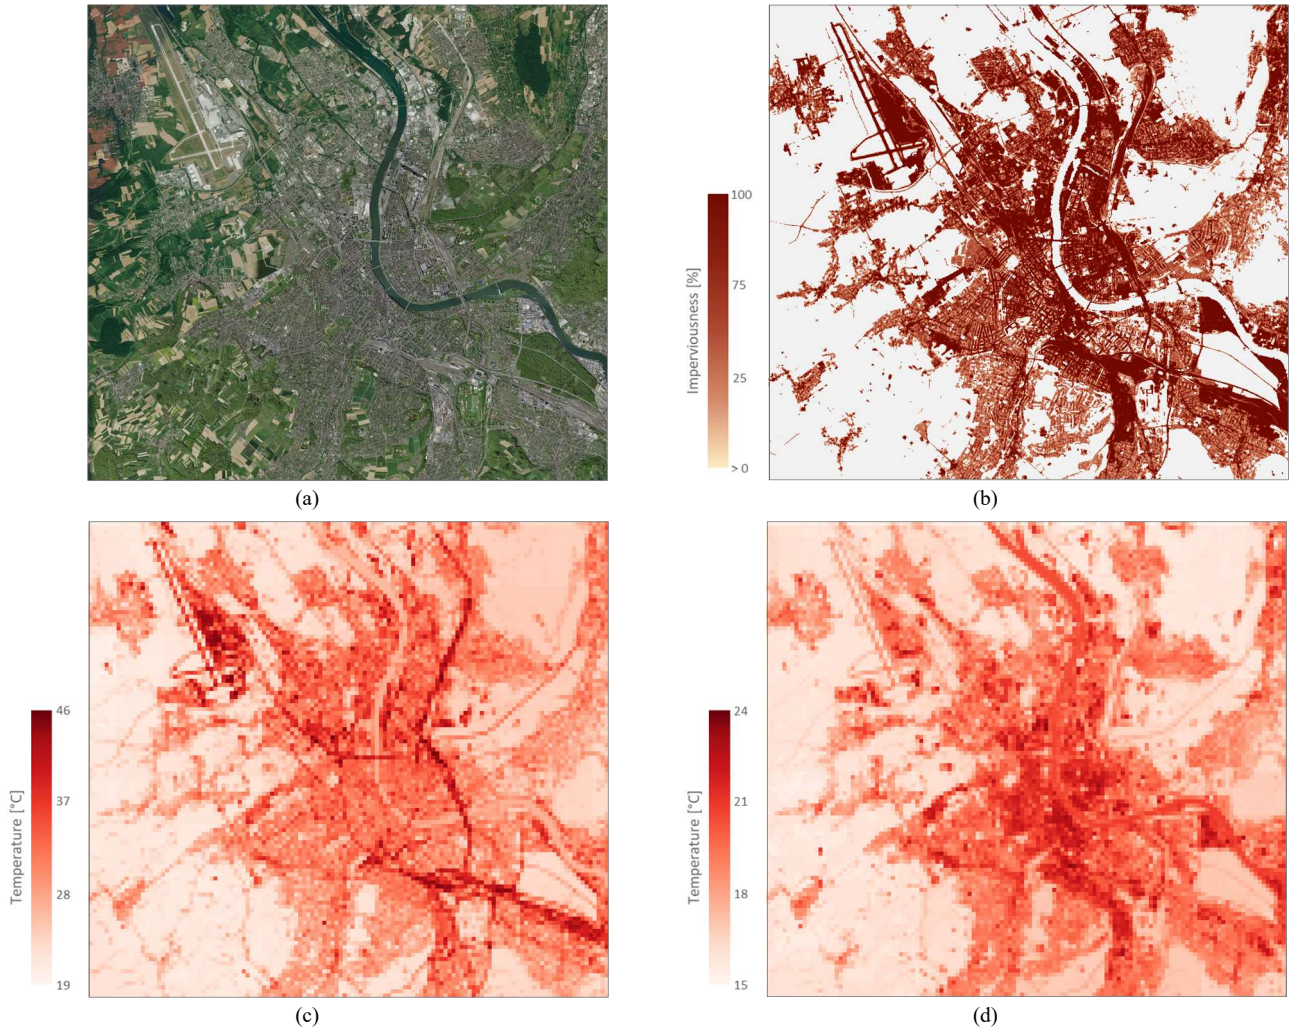 (a)
100
75
Imperviousness [%]
25
> 0
(b)
46
37
Temperature [°C]
28
19
(c)
24
21
Temperature [°C]
18
15
(d)